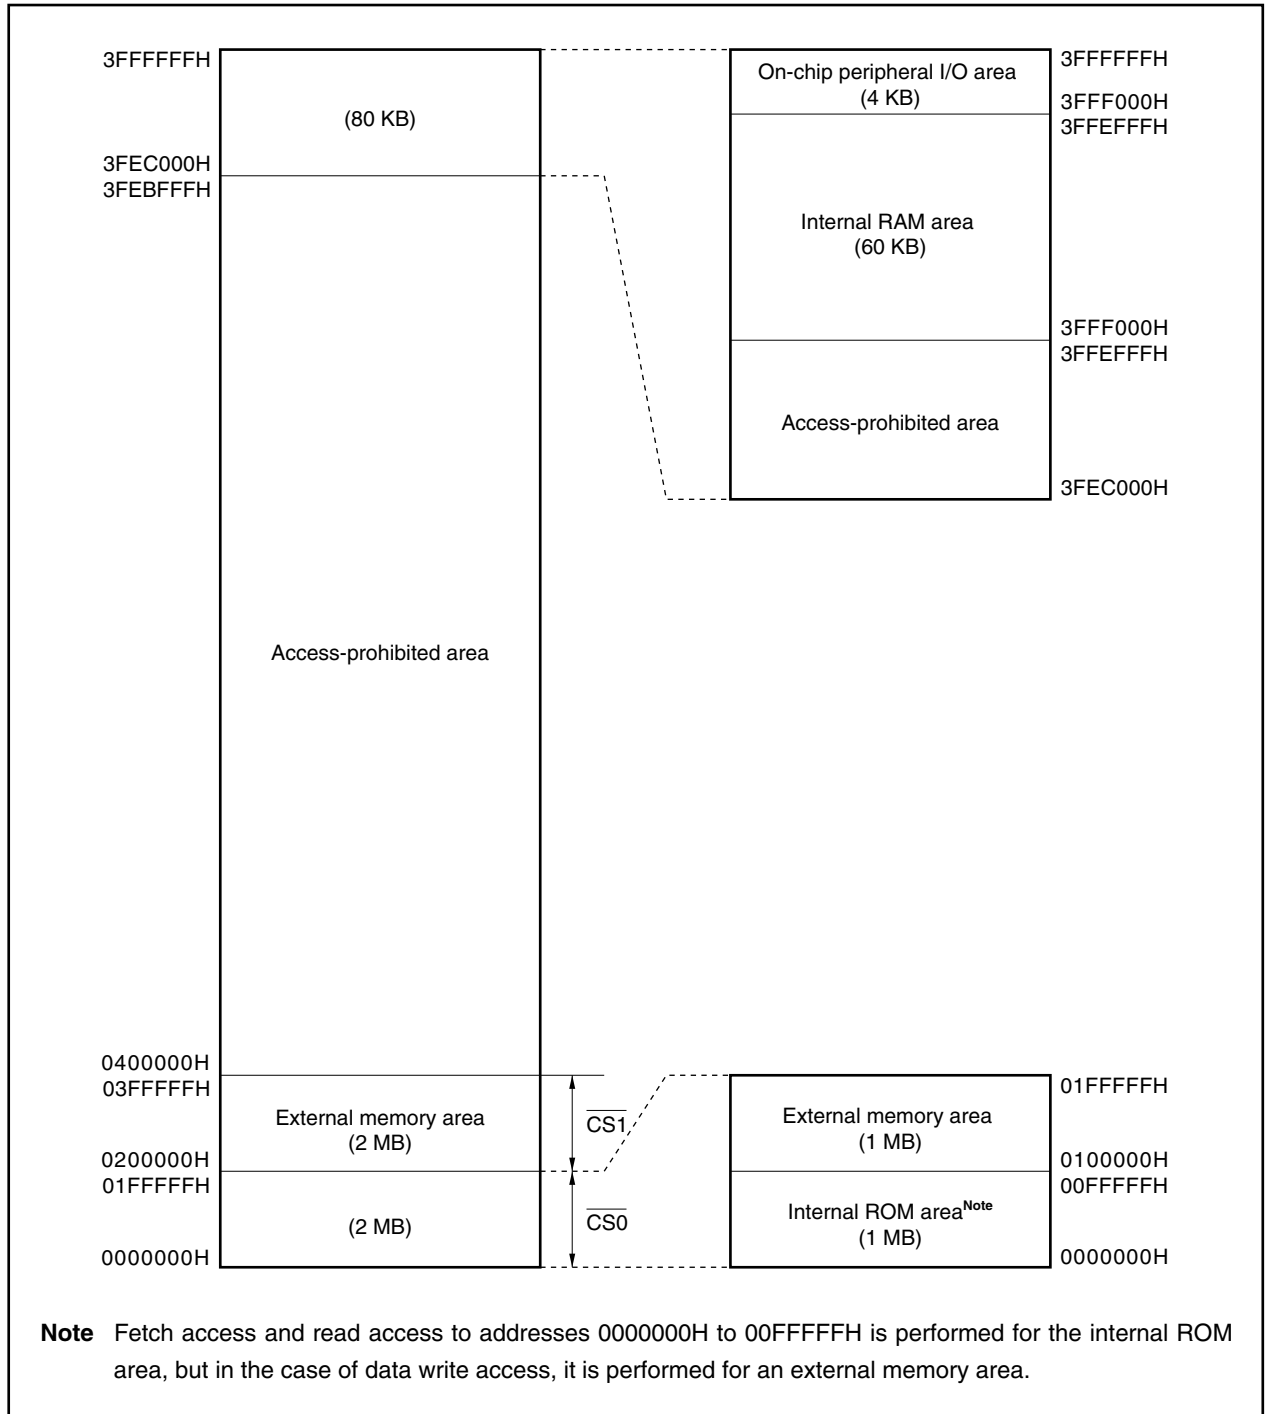 3FFFFFFH
(80 KB)
3FEC000H
3FEBFFFH
Access-prohibited area
0400000H
03FFFFFH
External memory area
(2 MB)
CS1
0200000H
01FFFFFH
(2 MB)
CS0
0000000H
On-chip peripheral I/O area
(4 KB)
3FFFFFFH
3FFF000H
3FFEFFFH
Internal RAM area
(60 KB)
3FFF000H
3FFEFFFH
Access-prohibited area
3FEC000H
01FFFFFH
External memory area
(1 MB)
0100000H
00FFFFFH
Internal ROM areaNote
(1 MB)
0000000H
Note Fetch access and read access to addresses 0000000H to 00FFFFFH is performed for the internal ROM
area, but in the case of data write access, it is performed for an external memory area.